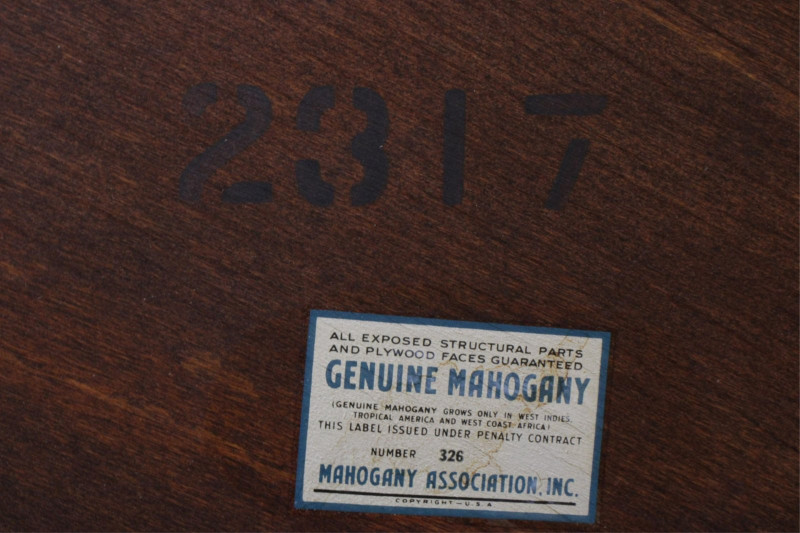 2317
ALL EXPOSED STRUCTURAL PARTS
AND PLYWOOD FACES GUARANTEED
GENUINE MAHOGANY
(GENUINE MAHOGANY GROWS ONLY IN WEST INDIES,
TROPICAL AMERICA AND WEST COAST AFRICA)
THIS LABEL ISSUED UNDER PENALTY CONTRACT
NUMBER 326
MAHOGANY ASSOCIATION, INC.
COPYRIGHT-U.S.A